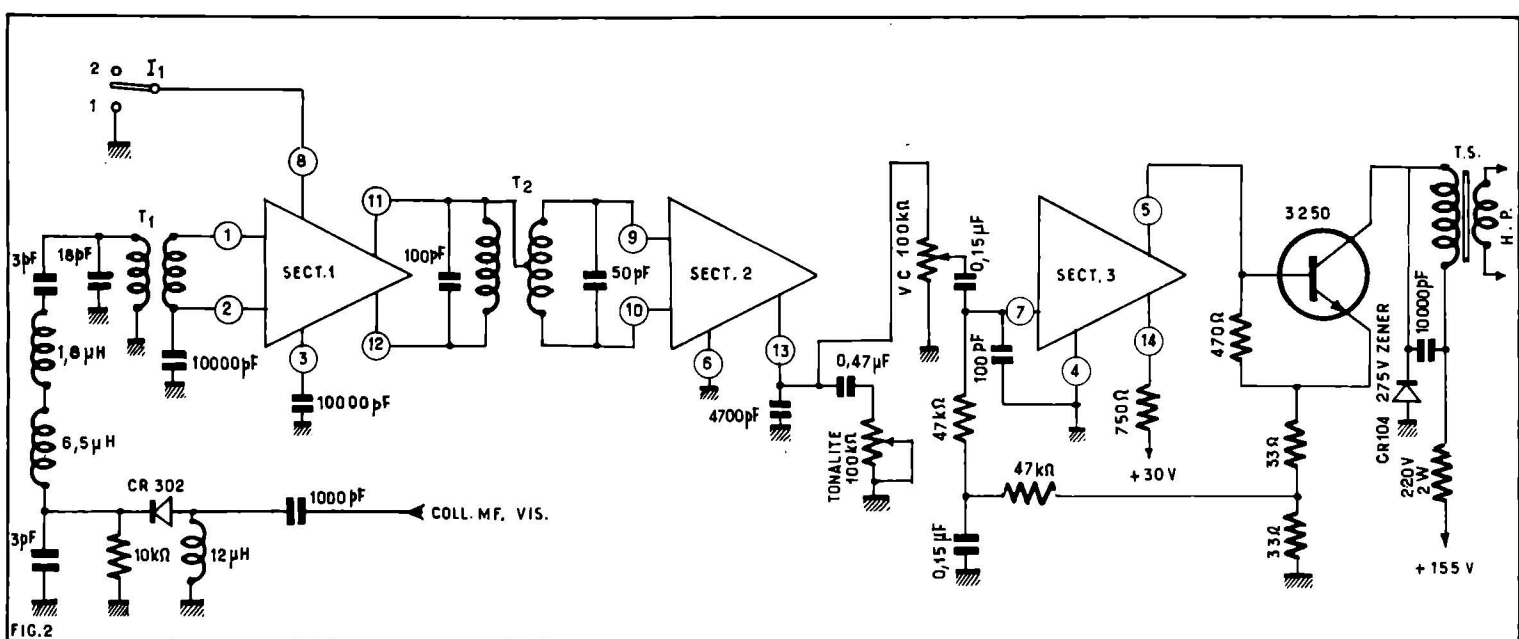 2
I1
1
8
T1
3pF
18pF
1
2
SECT.1
11
12
3
1,8µH
10000pF
10000pF
6,5µH
100pF
T2
50pF
9
10
SECT. 2
6
13
4700pF
0,47µF
TONALITE
100kΩ
VC 100kΩ
0,15µF
7
100pF
47kΩ
SECT. 3
5
14
4
750Ω
+30V
47kΩ
0,15µF
3250
470Ω
33Ω
33Ω
T.S.
H.P.
10000pF
CR104 275V ZENER
220V
2W
+155V
CR 302
1000pF
COLL. MF. VIS.
3pF
10kΩ
12µH
FIG.2